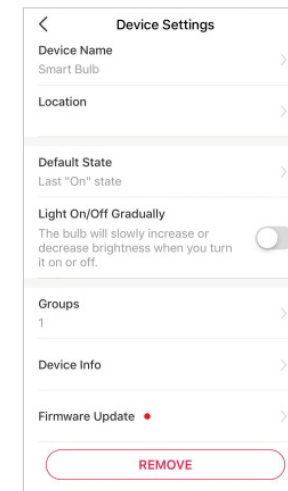 Device Settings
Device Name
Smart Bulb
Location
Default State
Last "On" state
Light On/Off Gradually
The bulb will slowly increase or
decrease brightness when you turn
it on or off.
Groups
1
Device Info
Firmware Update
REMOVE